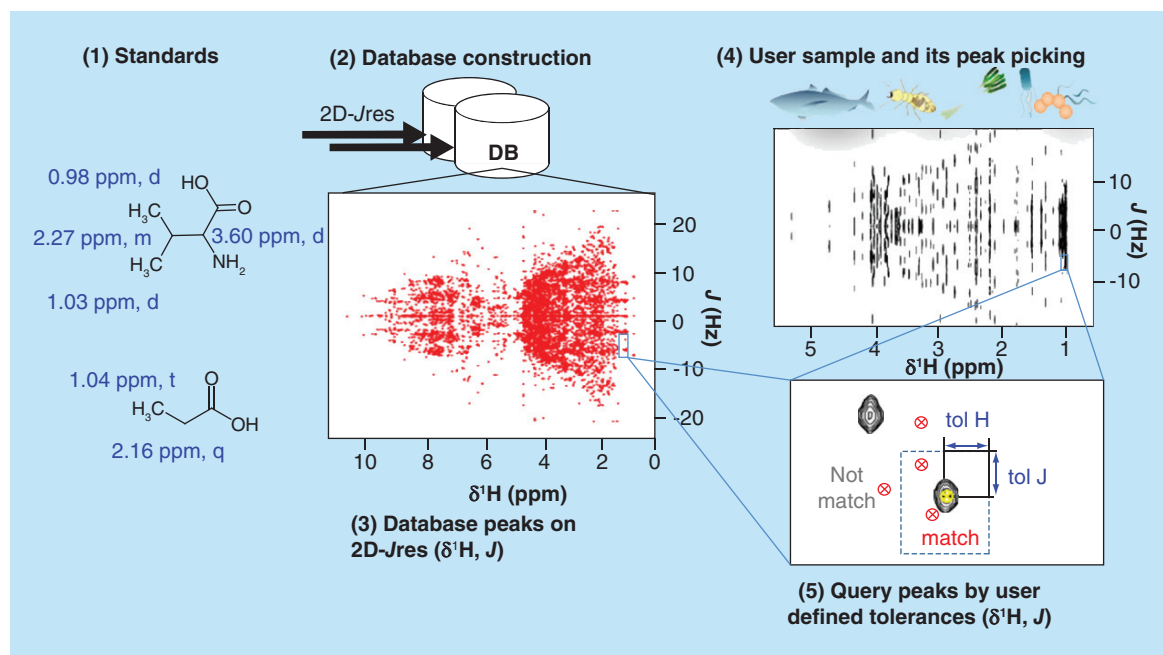 (1) Standards
0.98 ppm, d
HO
O
H₃C
2.27 ppm, m
3.60 ppm, d
H₃C
NH₂
1.03 ppm, d
1.04 ppm, t
O
H₃C
OH
2.16 ppm, q
(2) Database construction
2D-Jres
DB
20
10
0
-10
-20
J (Hz)
10
8
6
4
2
0
δ¹H (ppm)
(3) Database peaks on
2D-Jres (δ¹H, J)
(4) User sample and its peak picking
10
0
-10
J (Hz)
5
4
3
2
1
δ¹H (ppm)
tol H
tol J
Not
match
match
(5) Query peaks by user
defined tolerances (δ¹H, J)